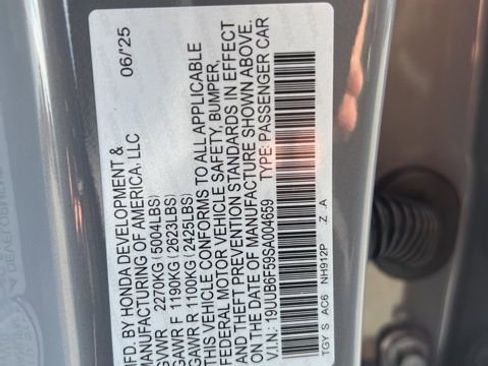 MFD. BY HONDA DEVELOPMENT & 06/25
MANUFACTURING OF AMERICA, LLC
GVWR 2270KG(5004LBS)
GAWR F 1190KG(2623LBS)
GAWR R 1100KG(2425LBS)
THIS VEHICLE CONFORMS TO ALL APPLICABLE
FEDERAL MOTOR VEHICLE SAFETY, BUMPER,
AND THEFT PREVENTION STANDARDS IN EFFECT
ON THE DATE OF MANUFACTURE SHOWN ABOVE.
V.I.N.: 19UUB6F59SA004659 TYPE: PASSENGER CAR
TGY S AC6 NH912P Z A